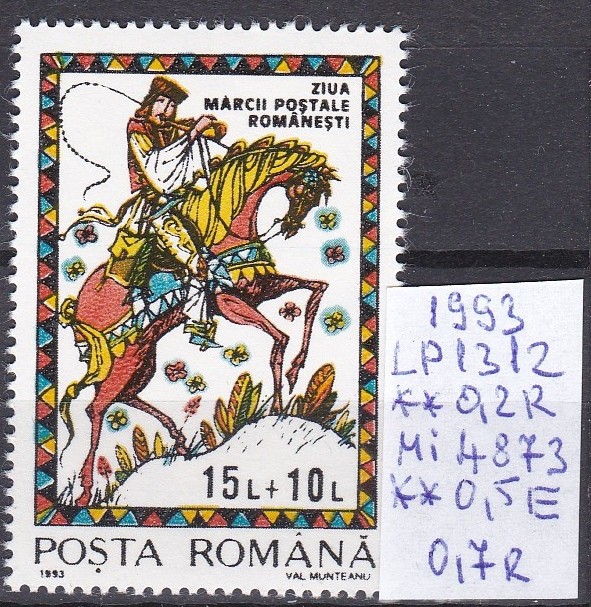 ZIUA
MĂRCII POȘTALE
ROMÂNEȘTI
15L+10L
POȘTA ROMÂNĂ
1993
VAL MUNTEANU
1993
LP1312
** 0,2R
Mi 4873
** 0,5E
0,7R